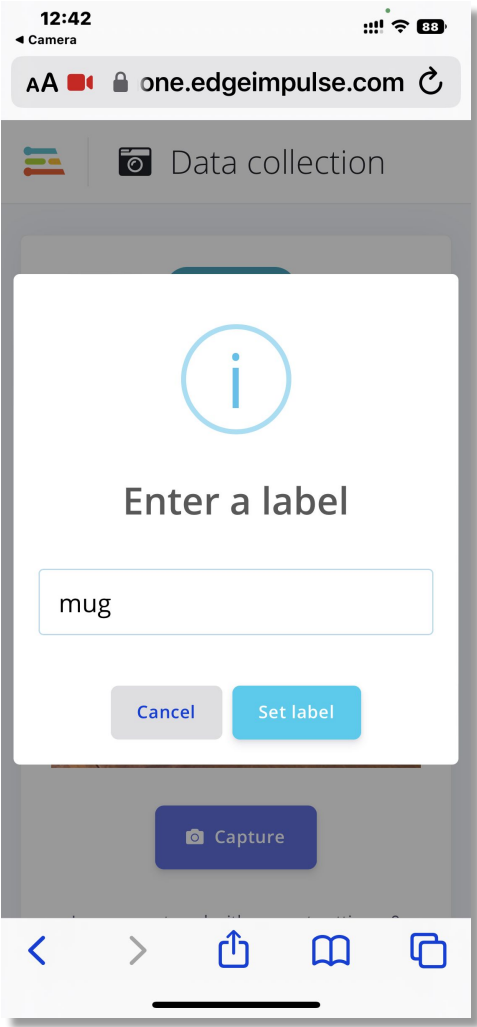 12:42
88
◀ Camera
AA one.edgeimpulse.com
Data collection
i
Enter a label
mug
Cancel Set label
Capture